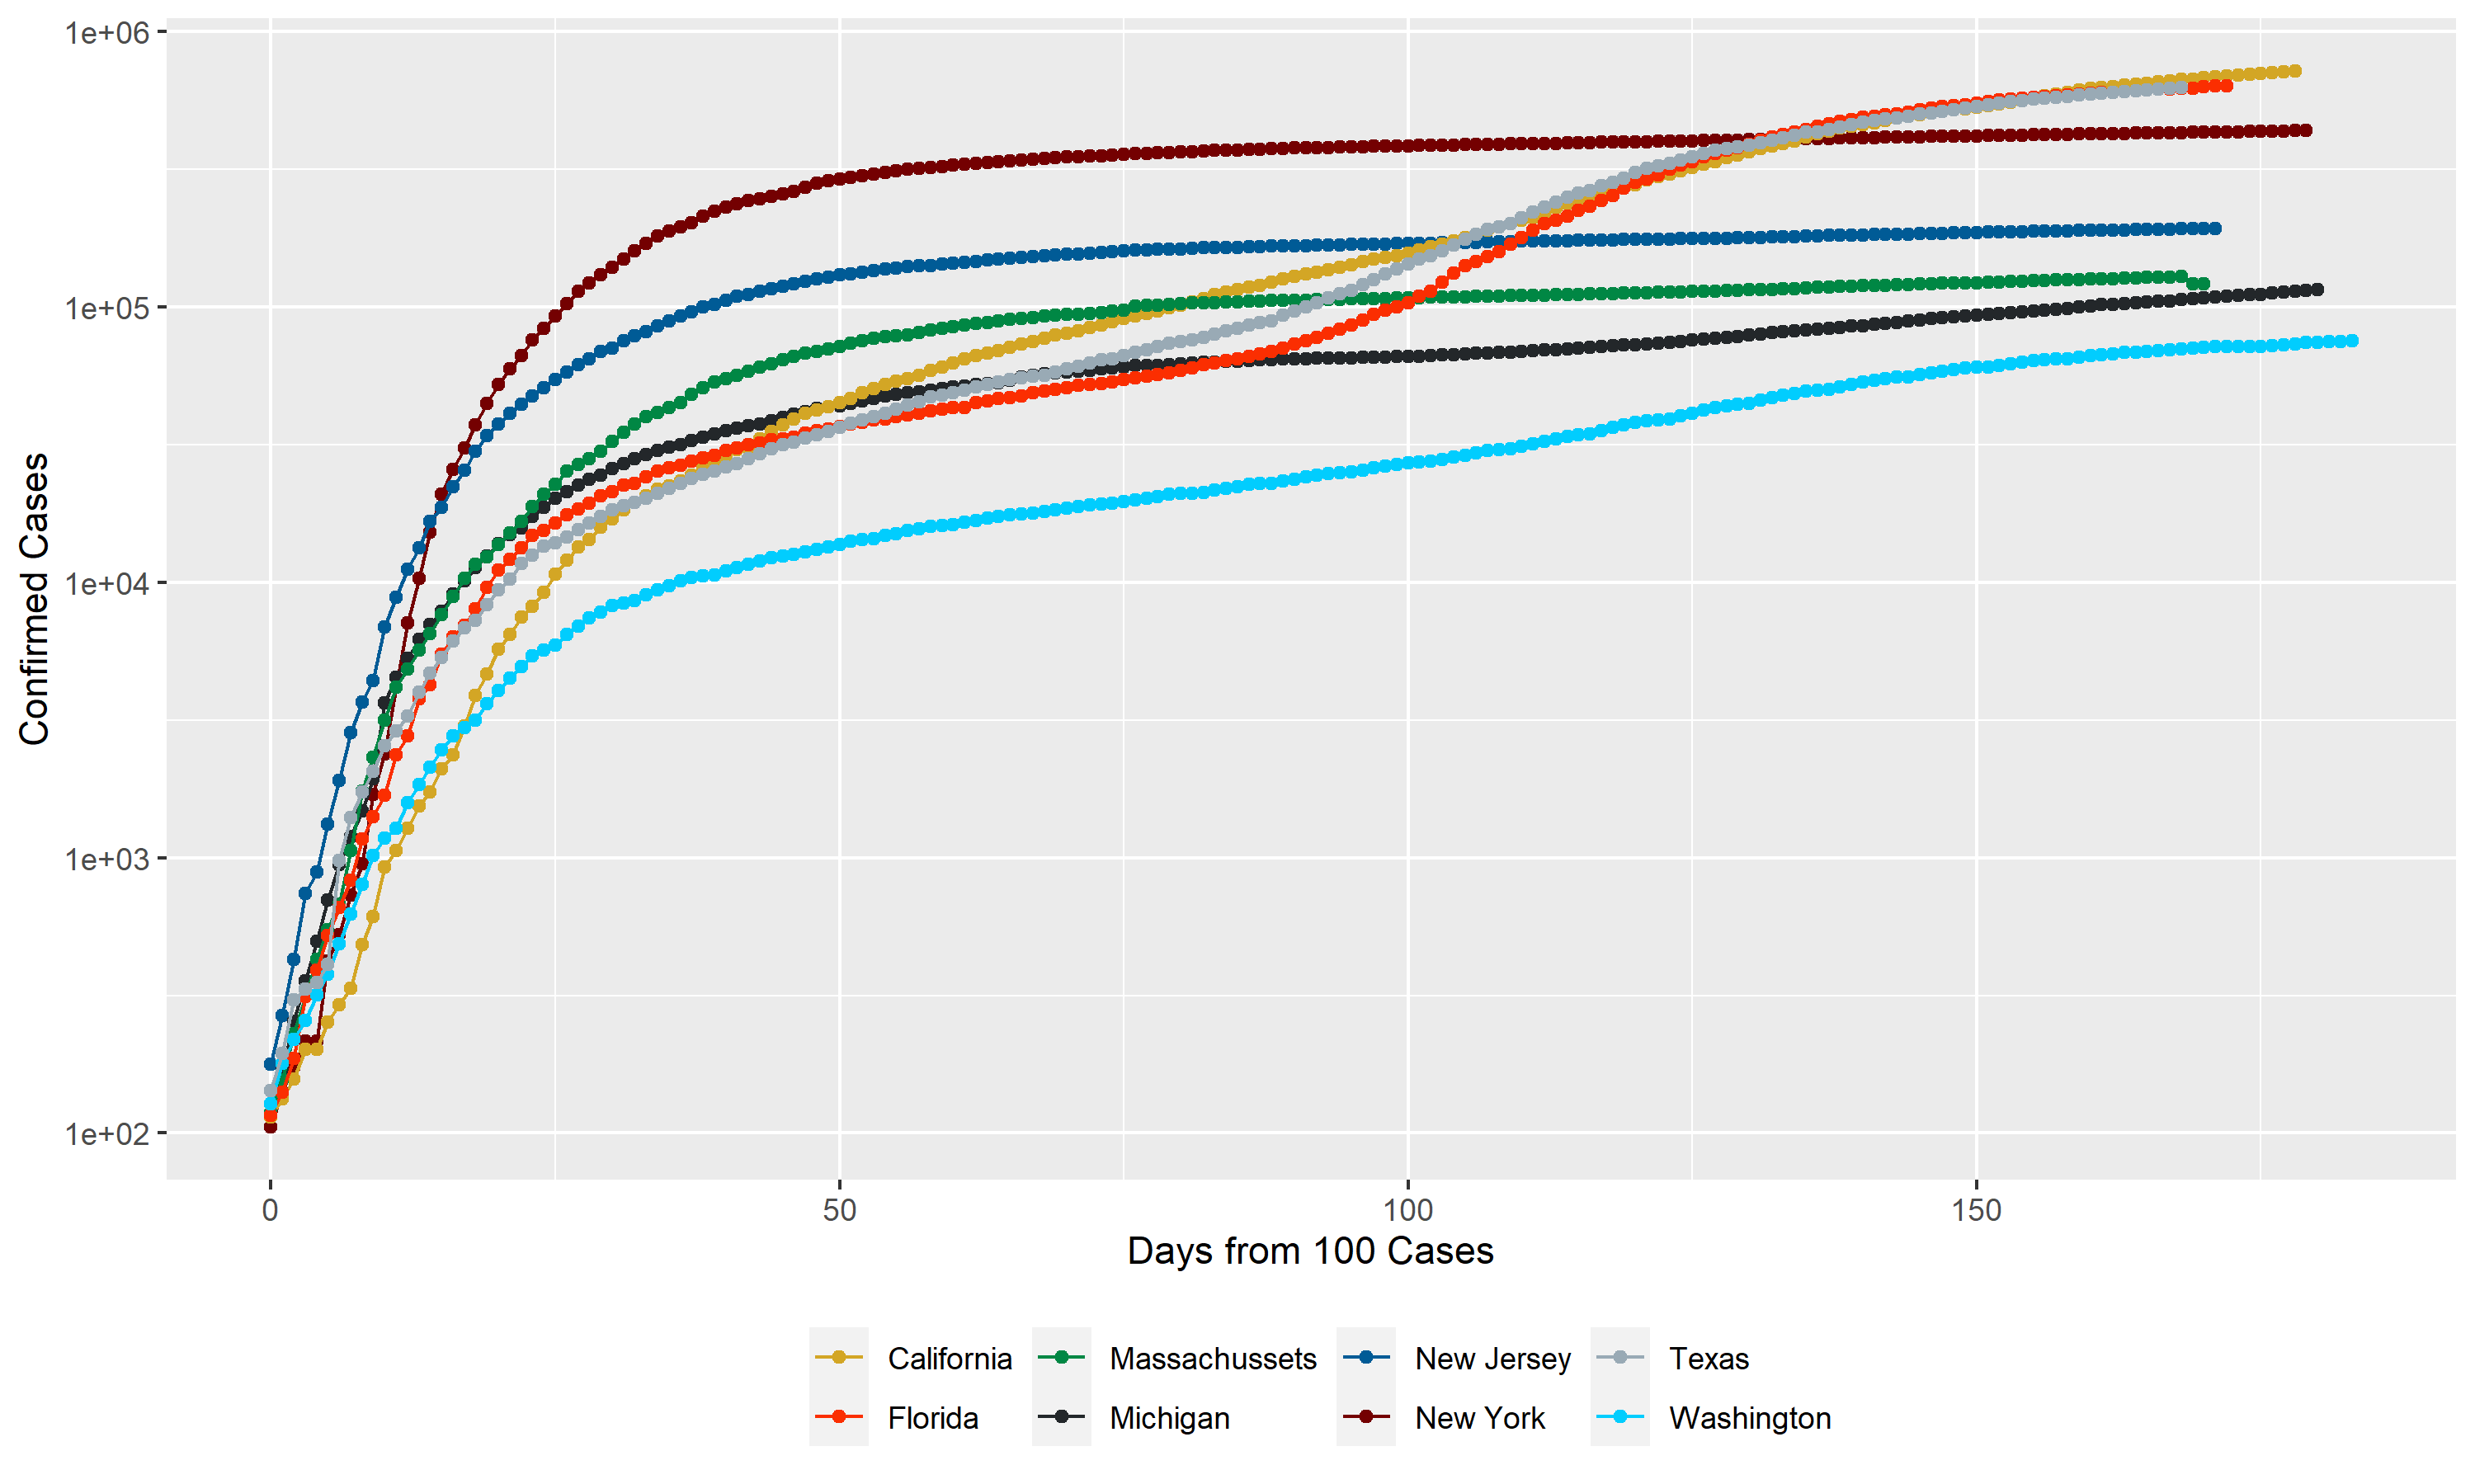 1e+06
1e+05
1e+04
1e+03
1e+02
Confirmed Cases
0 50 100 150
Days from 100 Cases
California Massachussets New Jersey Texas
Florida Michigan New York Washington